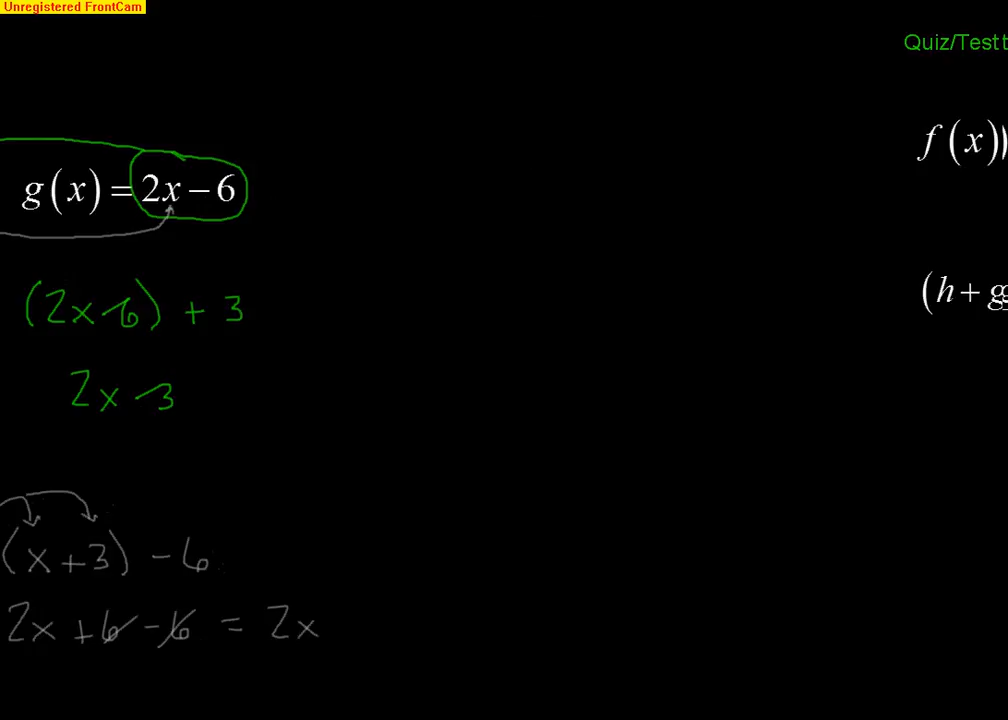 Unregistered FrontCam
Quiz/Test t
f(x)
g(x) = 2x − 6
(h + g
(2x-6) + 3
2x -3
(x+3) -6
2x +6 -6 = 2x